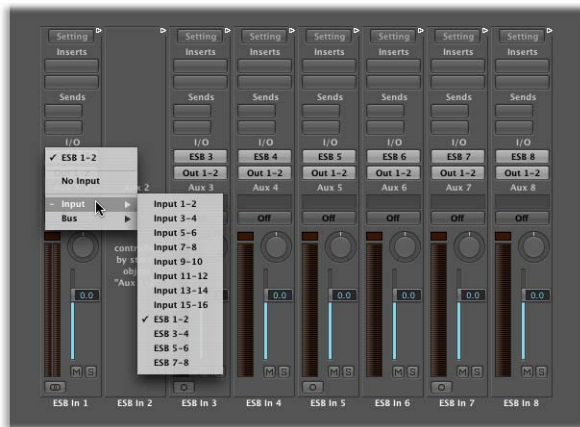 Setting Setting Setting Setting Setting Setting Setting
Inserts Inserts Inserts Inserts Inserts Inserts Inserts
Sends Sends Sends Sends Sends Sends Sends
I/O I/O I/O I/O I/O I/O I/O
✓ ESB 1-2
No Input
– Input
Bus
ESB 3 ESB 4 ESB 5 ESB 6 ESB 7 ESB 8
Out 1-2 Out 1-2 Out 1-2 Out 1-2 Out 1-2 Out 1-2
Aux 2 Aux 3 Aux 4 Aux 5 Aux 6 Aux 7 Aux 8
Off Off Off Off Off
Input 1-2
Input 3-4
Input 5-6
Input 7-8
Input 9-10
Input 11-12
Input 13-14
Input 15-16
✓ ESB 1-2
ESB 3-4
ESB 5-6
ESB 7-8
by
"Aux
0.0 0.0 0.0 0.0 0.0 0.0
M S M S M S M S M S M S M S
ESB In 1 ESB In 2 ESB In 3 ESB In 4 ESB In 5 ESB In 6 ESB In 7 ESB In 8